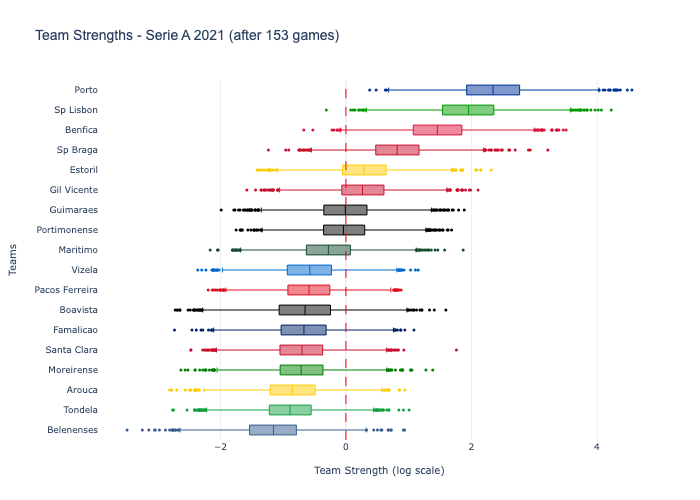 Team Strengths - Serie A 2021 (after 153 games)
Porto
Sp Lisbon
Benfica
Sp Braga
Estoril
Gil Vicente
Guimaraes
Portimonense
Maritimo
Vizela
Pacos Ferreira
Boavista
Famalicao
Santa Clara
Moreirense
Arouca
Tondela
Belenenses
Teams
−2 0 2 4
Team Strength (log scale)